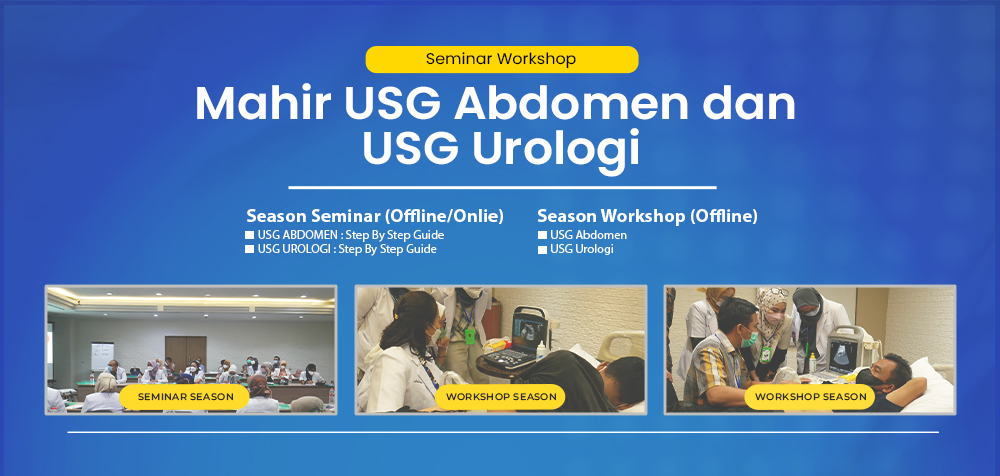 Seminar Workshop
Mahir USG Abdomen dan
USG Urologi
Season Seminar (Offline/Onlie)
USG ABDOMEN : Step By Step Guide
USG UROLOGI : Step By Step Guide
Season Workshop (Offline)
USG Abdomen
USG Urologi
SEMINAR SEASON
WORKSHOP SEASON
WORKSHOP SEASON